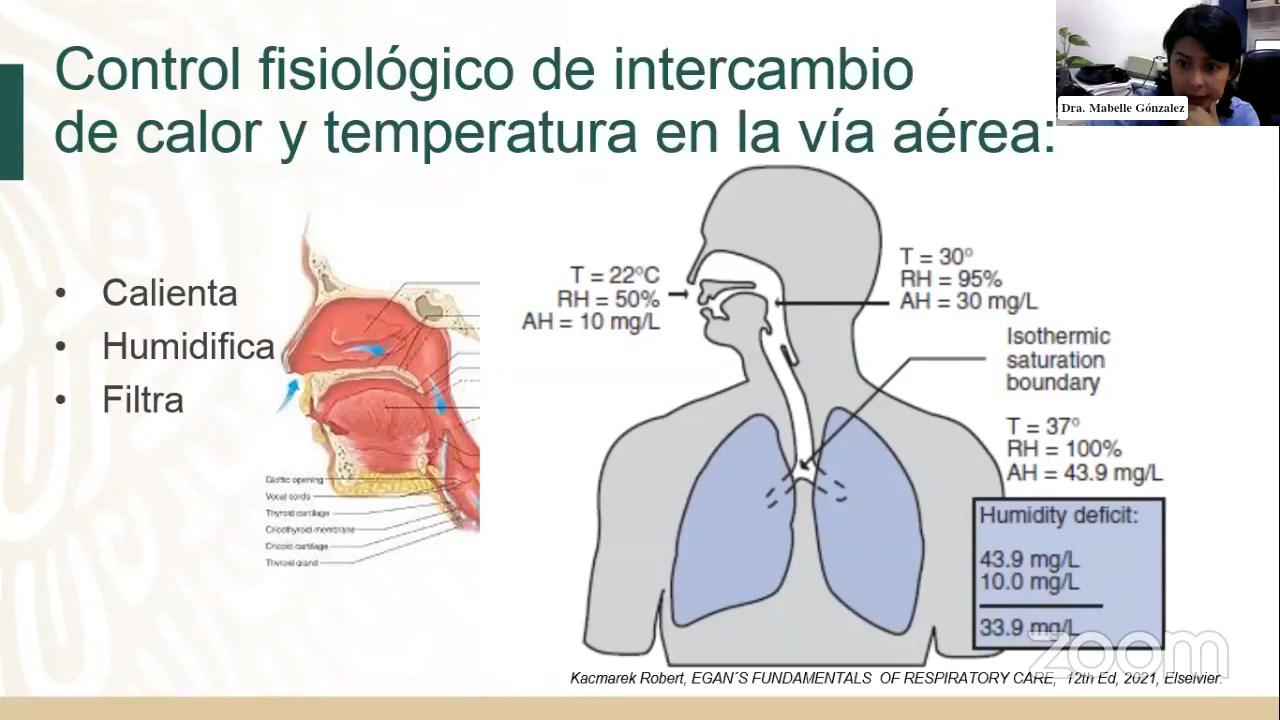 Control fisiológico de intercambio
de calor y temperatura en la vía aérea:
Dra. Mabelle Gónzalez
• Calienta
• Humidifica
• Filtra
Glottic opening
Vocal cords
Thyroid cartilage
Cricothyroid membrane
Cricoid cartilage
Thyroid gland
T = 22°C
RH = 50%
AH = 10 mg/L
T = 30°
RH = 95%
AH = 30 mg/L
Isothermic
saturation
boundary
T = 37°
RH = 100%
AH = 43.9 mg/L
Humidity deficit:
43.9 mg/L
10.0 mg/L
33.9 mg/L
zoom
Kacmarek Robert, EGAN´S FUNDAMENTALS OF RESPIRATORY CARE, 12th Ed, 2021, Elseivier.